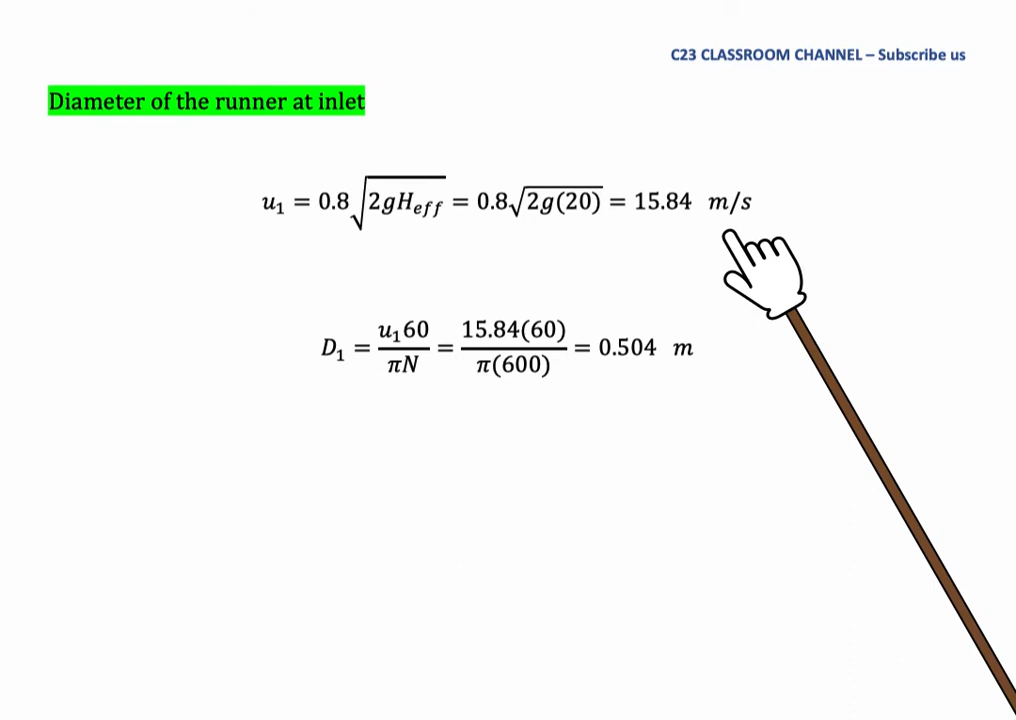 C23 CLASSROOM CHANNEL – Subscribe us
Diameter of the runner at inlet
u₁ = 0.8√(2gH_eff) = 0.8√(2g(20)) = 15.84 m/s
D₁ = u₁60/πN = 15.84(60)/π(600) = 0.504 m